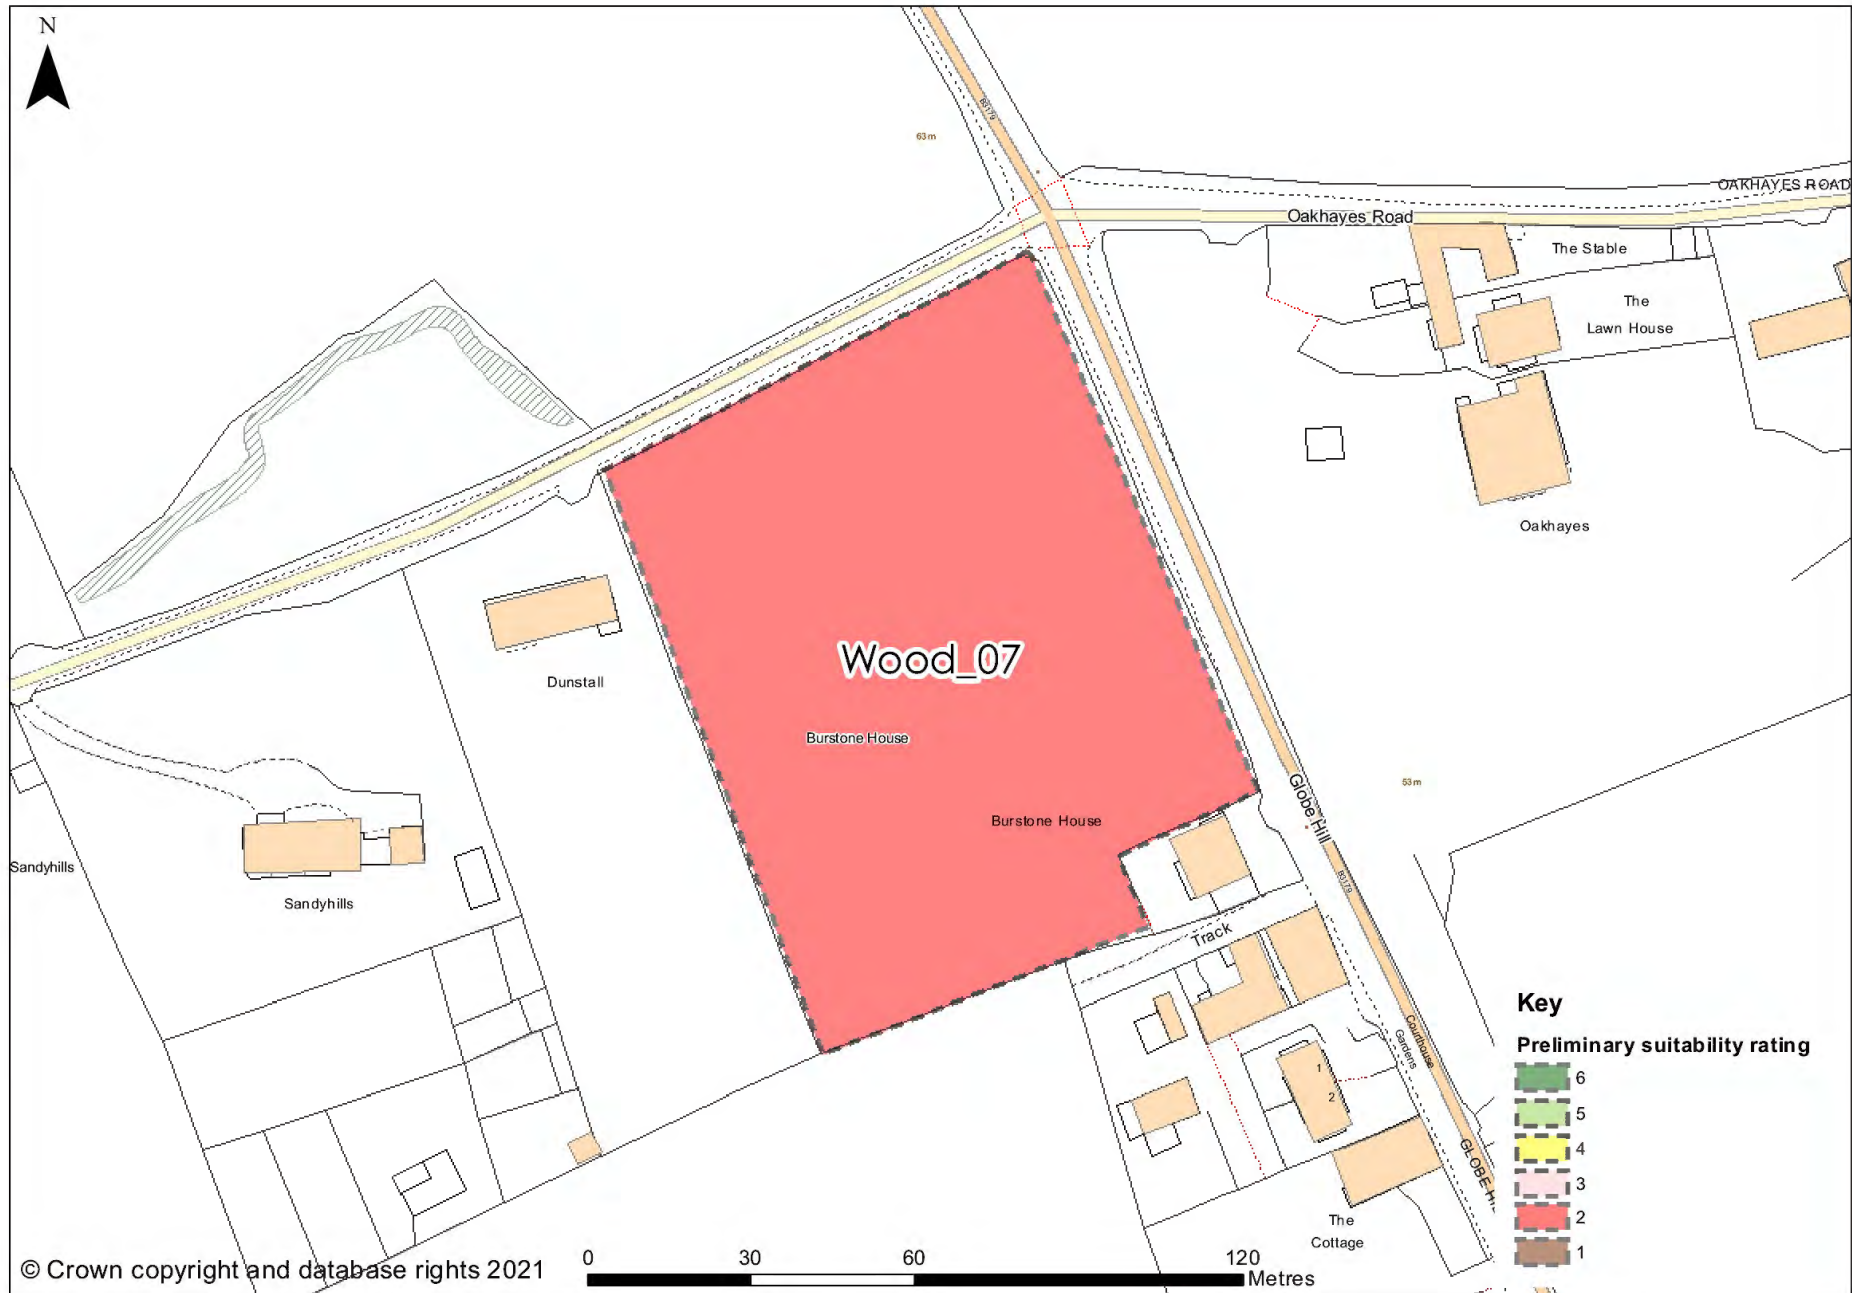 N
B3179
63m
OAKHAYES ROAD
Oakhayes Road
The Stable
The
Lawn House
Oakhayes
Wood_07
Dunstall
Burstone House
Burstone House
53m
Globe Hill
B3179
Sandyhills
Sandyhills
Track
Courthouse
Gardens
1
2
GLOBE HI
The
Cottage
Key
Preliminary suitability rating
6
5
4
3
2
1
© Crown copyright and database rights 2021
0 30 60 120
Metres